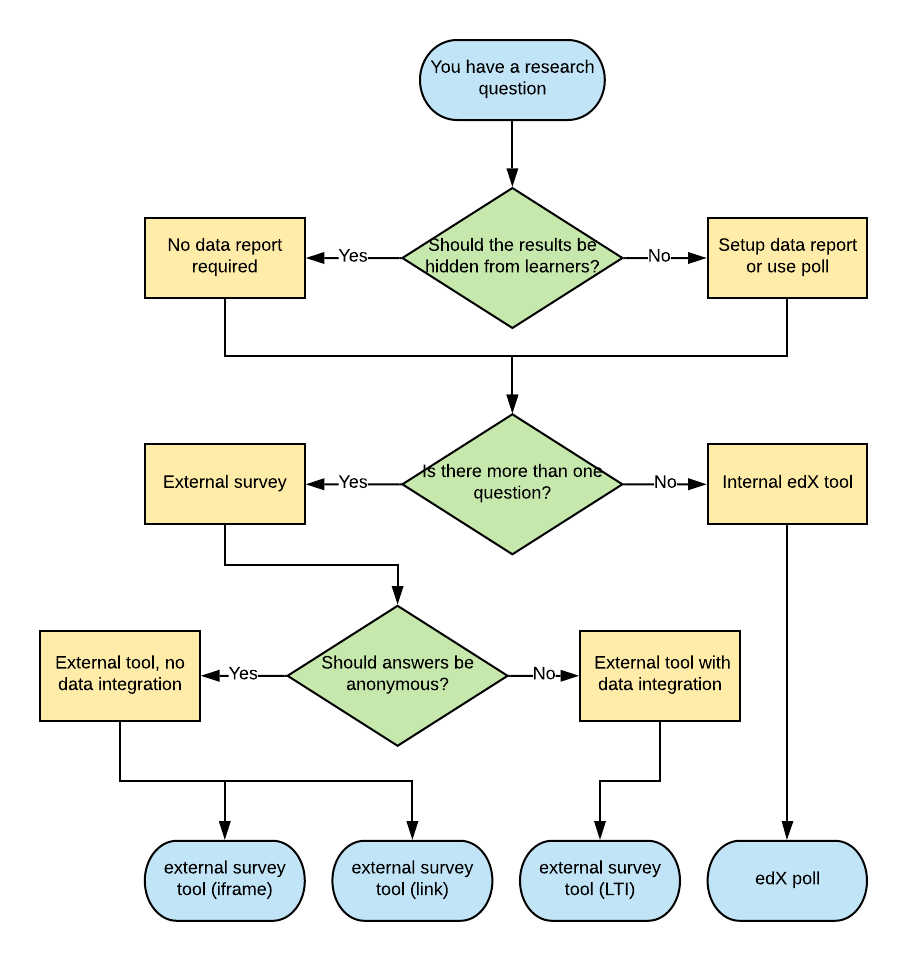 You have a research
question
Should the results be
hidden from learners?
Yes
No
No data report
required
Setup data report
or use poll
Is there more than one
question?
Yes
No
External survey
Internal edX tool
Should answers be
anonymous?
Yes
No
External tool, no
data integration
External tool with
data integration
external survey
tool (iframe)
external survey
tool (link)
external survey
tool (LTI)
edX poll